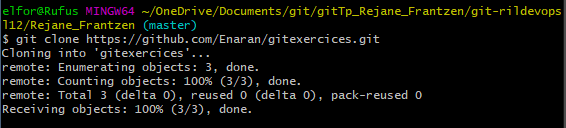 elfor@Rufus MINGW64 ~/OneDrive/Documents/git/gitTp_Rejane_Frantzen/git-rildevops
l12/Rejane_Frantzen (master)
$ git clone https://github.com/Enaran/gitexercices.git
Cloning into 'gitexercices'...
remote: Enumerating objects: 3, done.
remote: Counting objects: 100% (3/3), done.
remote: Total 3 (delta 0), reused 0 (delta 0), pack-reused 0
Receiving objects: 100% (3/3), done.